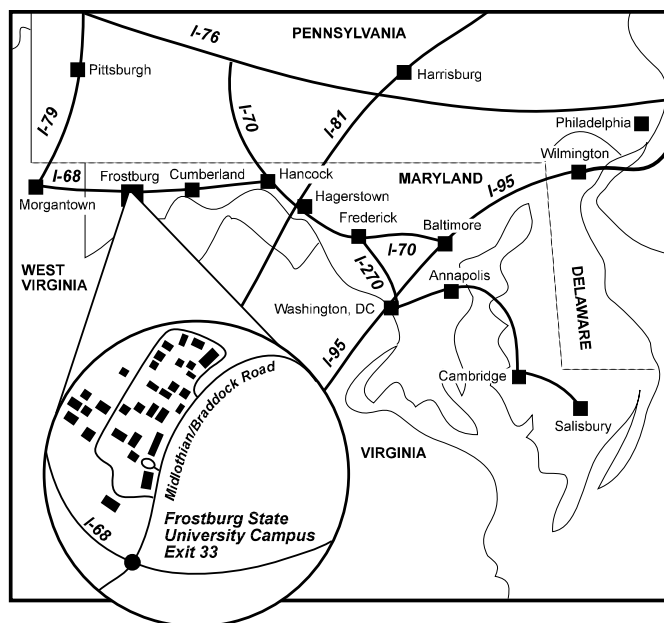 PENNSYLVANIA
I-76
Pittsburgh
Harrisburg
I-79
I-70
I-81
Philadelphia
I-68
Frostburg
Cumberland
Hancock
MARYLAND
Wilmington
Morgantown
Hagerstown
I-95
Frederick
Baltimore
I-70
WEST
VIRGINIA
I-270
Annapolis
DELAWARE
Washington, DC
I-95
Cambridge
Salisbury
VIRGINIA
Midlothian/Braddock Road
I-68
Frostburg State
University Campus
Exit 33